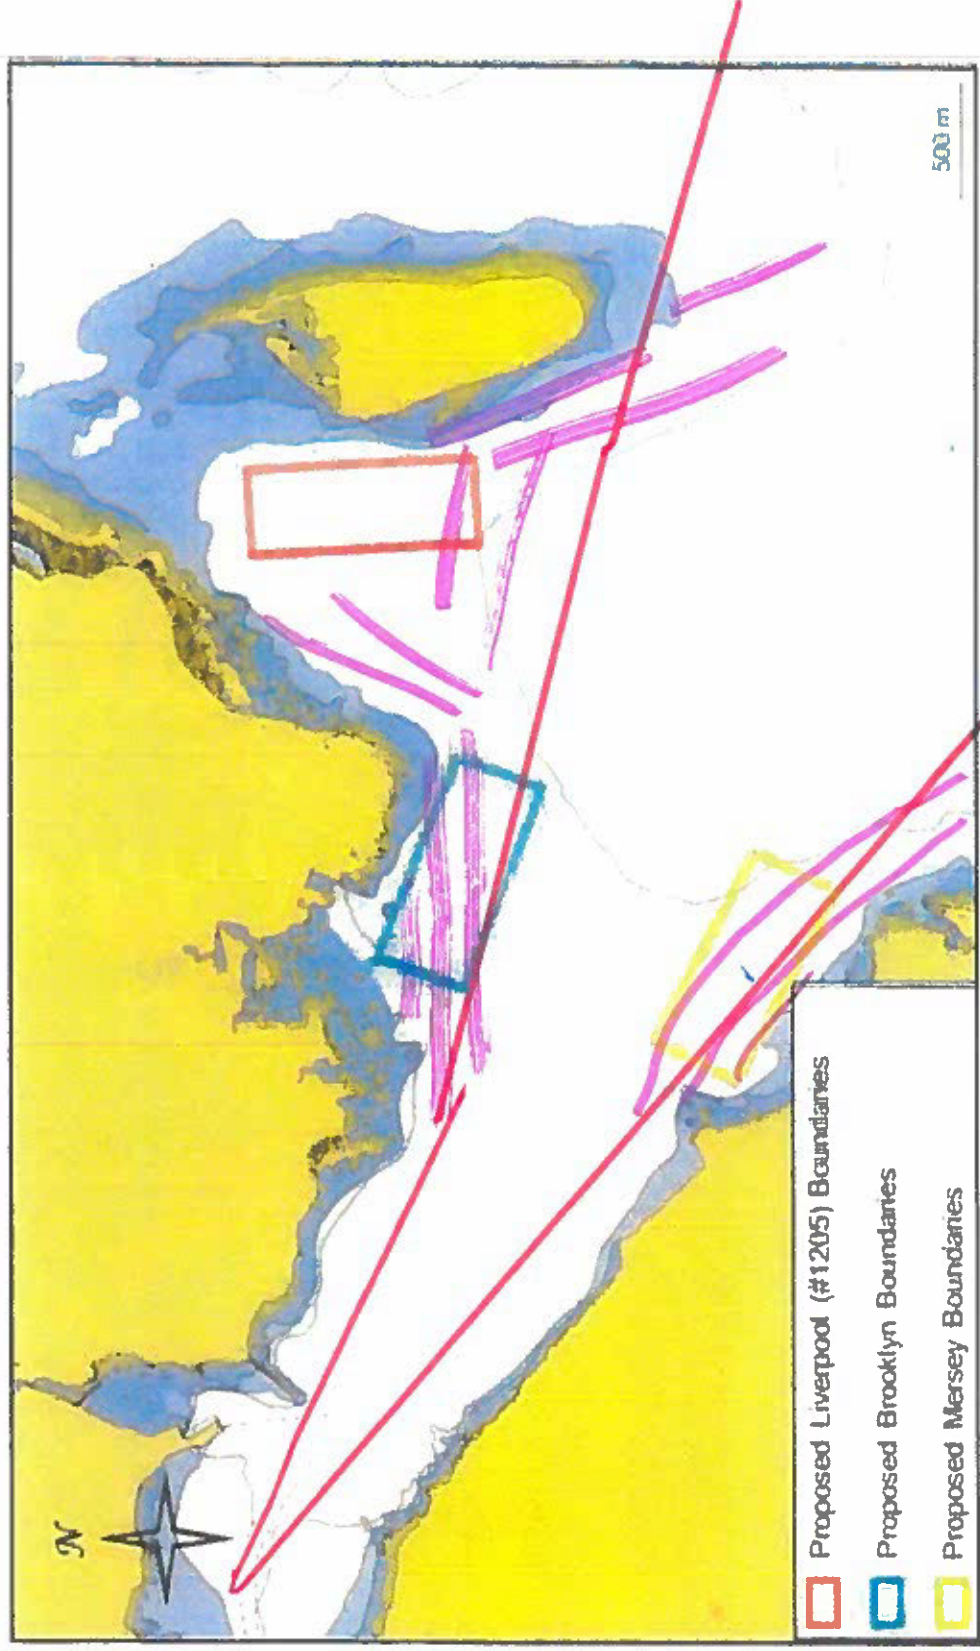 N
500 m
Proposed Liverpool (#1205) Boundaries
Proposed Brooklyn Boundaries
Proposed Mersey Boundaries